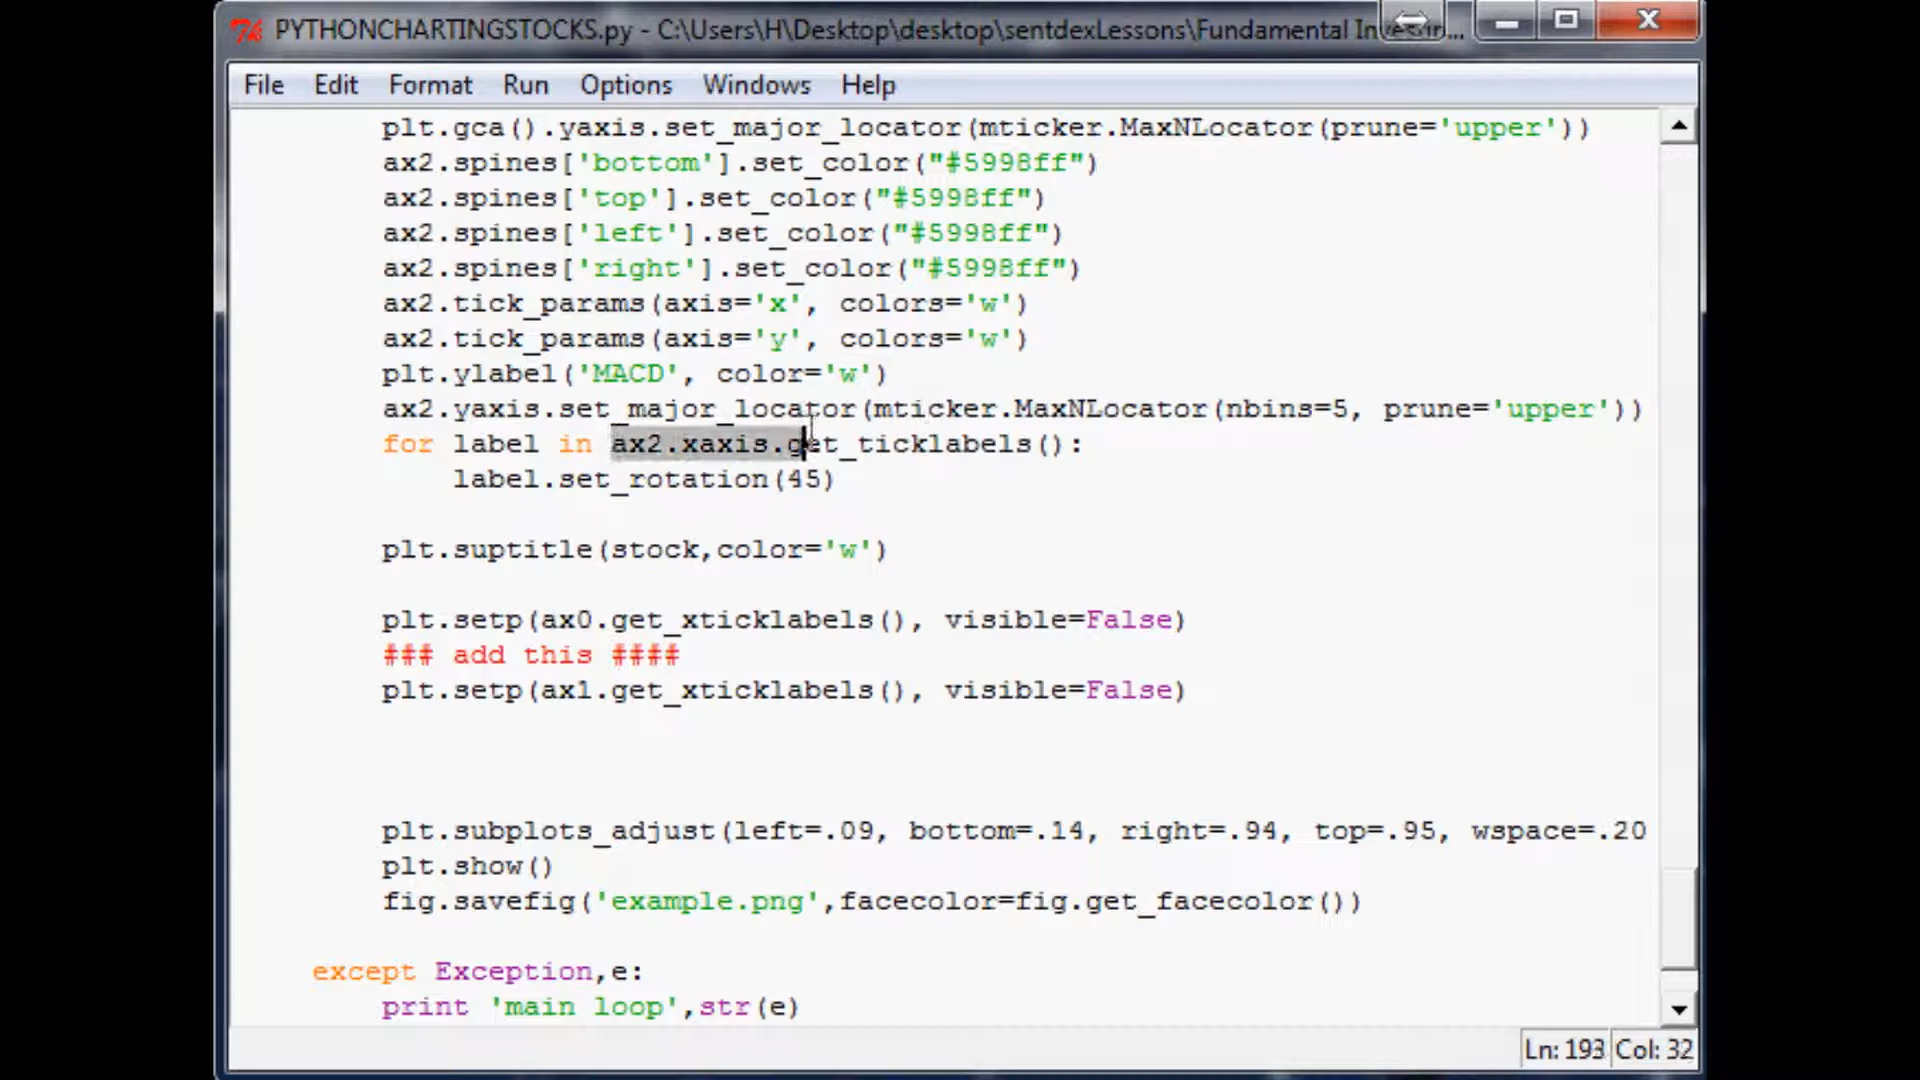 PYTHONCHARTINGSTOCKS.py - C:\Users\H\Desktop\desktop\sentdexLessons\Fundamental Investin...
File Edit Format Run Options Windows Help
plt.gca().yaxis.set_major_locator(mticker.MaxNLocator(prune='upper'))
ax2.spines['bottom'].set_color("#5998ff")
ax2.spines['top'].set_color("#5998ff")
ax2.spines['left'].set_color("#5998ff")
ax2.spines['right'].set_color("#5998ff")
ax2.tick_params(axis='x', colors='w')
ax2.tick_params(axis='y', colors='w')
plt.ylabel('MACD', color='w')
ax2.yaxis.set_major_locator(mticker.MaxNLocator(nbins=5, prune='upper'))
for label in ax2.xaxis.get_ticklabels():
label.set_rotation(45)
plt.suptitle(stock,color='w')
plt.setp(ax0.get_xticklabels(), visible=False)
### add this ####
plt.setp(ax1.get_xticklabels(), visible=False)
plt.subplots_adjust(left=.09, bottom=.14, right=.94, top=.95, wspace=.20
plt.show()
fig.savefig('example.png',facecolor=fig.get_facecolor())
except Exception,e:
print 'main loop',str(e)
Ln: 193 Col: 32